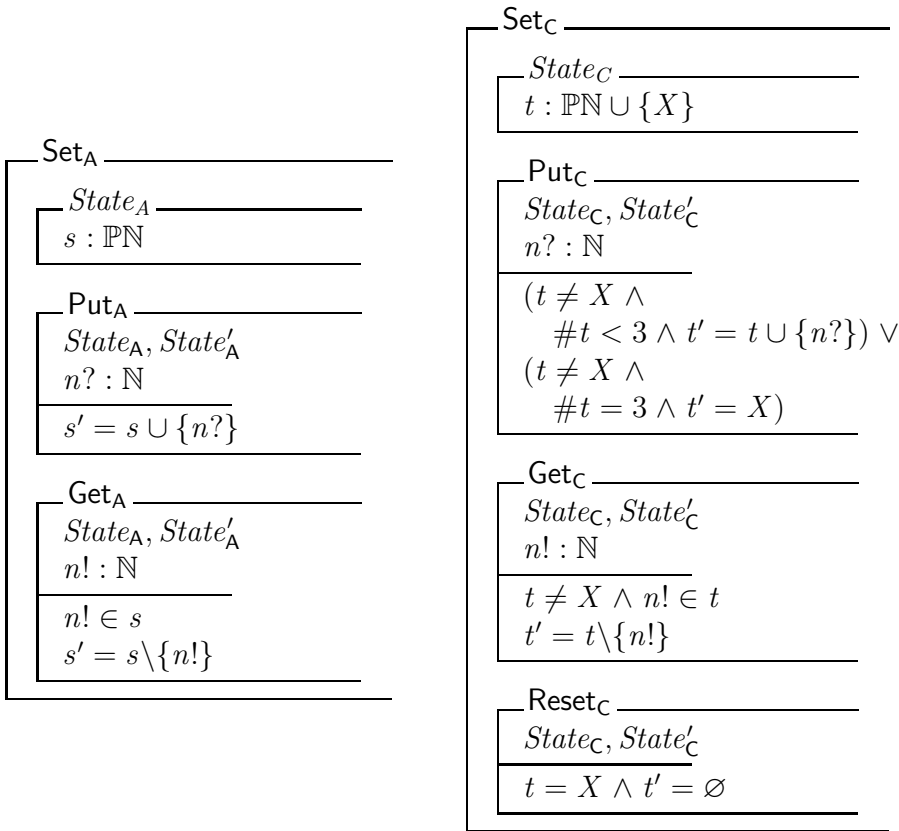 Set_A
State_A
s : ℙℕ
Put_A
State_A, State′_A
n? : ℕ
s′ = s ∪ {n?}
Get_A
State_A, State′_A
n! : ℕ
n! ∈ s
s′ = s\{n!}
Set_C
State_C
t : ℙℕ ∪ {X}
Put_C
State_C, State′_C
n? : ℕ
(t ≠ X ∧
#t < 3 ∧ t′ = t ∪ {n?}) ∨
(t ≠ X ∧
#t = 3 ∧ t′ = X)
Get_C
State_C, State′_C
n! : ℕ
t ≠ X ∧ n! ∈ t
t′ = t\{n!}
Reset_C
State_C, State′_C
t = X ∧ t′ = ∅